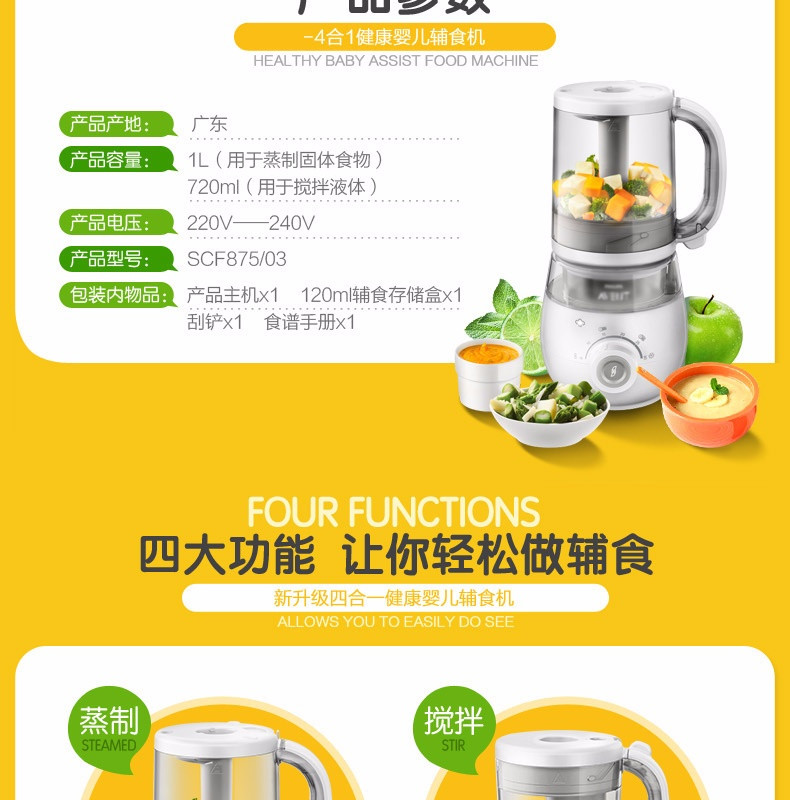 产品参数
-4合1健康婴儿辅食机
HEALTHY BABY ASSIST FOOD MACHINE
产品产地： 广东
产品容量： 1L（用于蒸制固体食物）
720ml（用于搅拌液体）
产品电压： 220V——240V
产品型号： SCF875/03
包装内物品： 产品主机x1 120ml辅食存储盒x1
刮铲x1 食谱手册x1
FOUR FUNCTIONS
四大功能 让你轻松做辅食
新升级四合一健康婴儿辅食机
ALLOWS YOU TO EASILY DO SEE
蒸制
STEAMED
搅拌
STIR